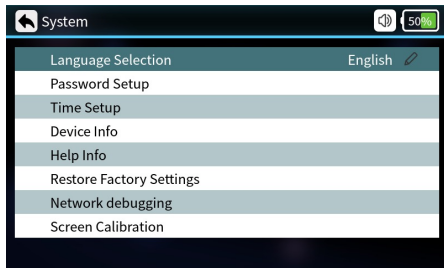 System 50%
Language Selection English
Password Setup
Time Setup
Device Info
Help Info
Restore Factory Settings
Network debugging
Screen Calibration